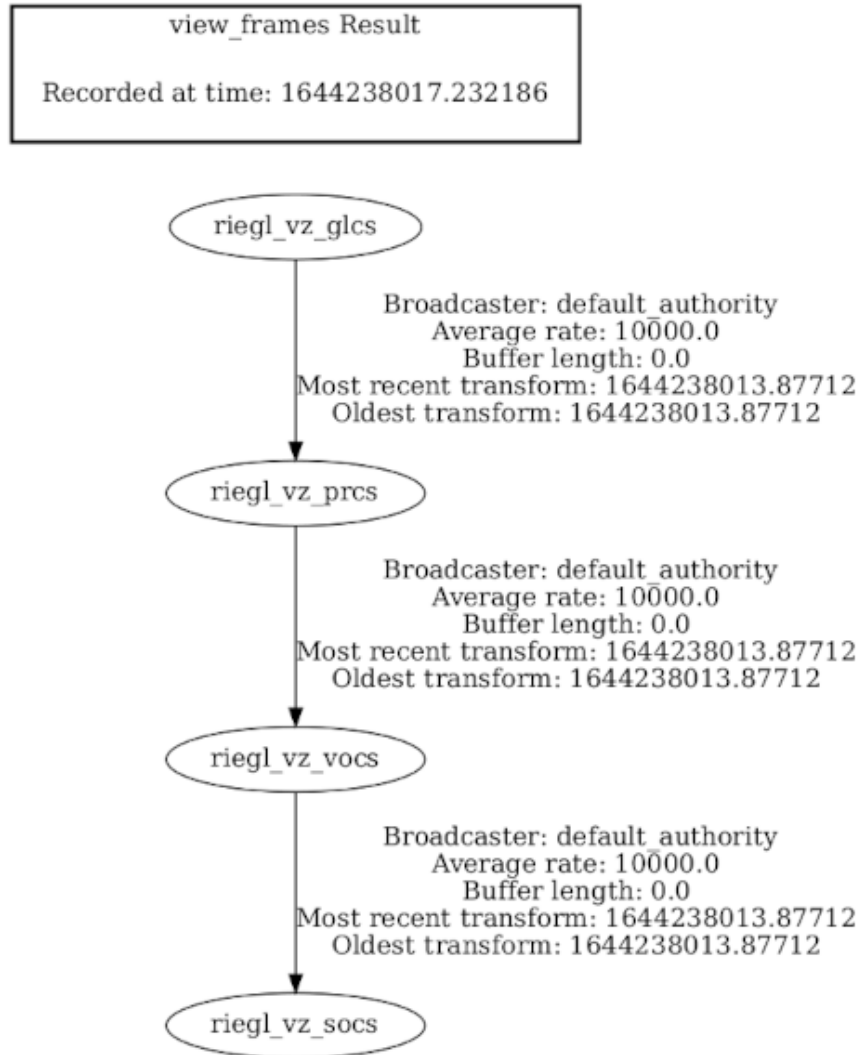 view_frames Result
Recorded at time: 1644238017.232186
riegl_vz_glcs
Broadcaster: default_authority
Average rate: 10000.0
Buffer length: 0.0
Most recent transform: 1644238013.87712
Oldest transform: 1644238013.87712
riegl_vz_prcs
Broadcaster: default_authority
Average rate: 10000.0
Buffer length: 0.0
Most recent transform: 1644238013.87712
Oldest transform: 1644238013.87712
riegl_vz_vocs
Broadcaster: default_authority
Average rate: 10000.0
Buffer length: 0.0
Most recent transform: 1644238013.87712
Oldest transform: 1644238013.87712
riegl_vz_socs